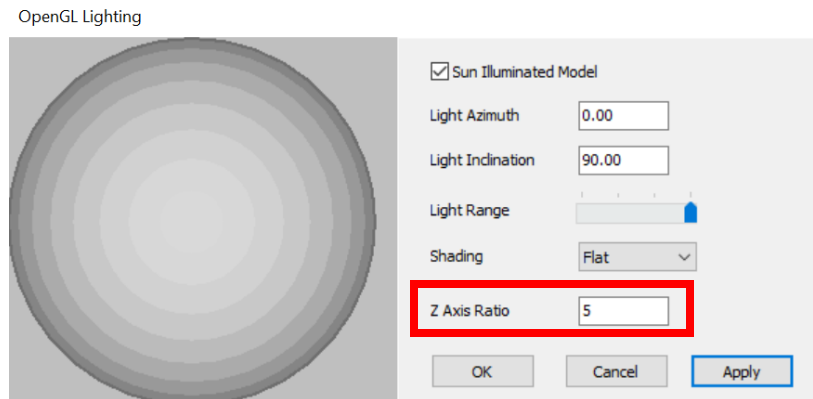 OpenGL Lighting
Sun Illuminated Model
Light Azimuth 0.00
Light Inclination 90.00
Light Range
Shading Flat
Z Axis Ratio 5
OK Cancel Apply